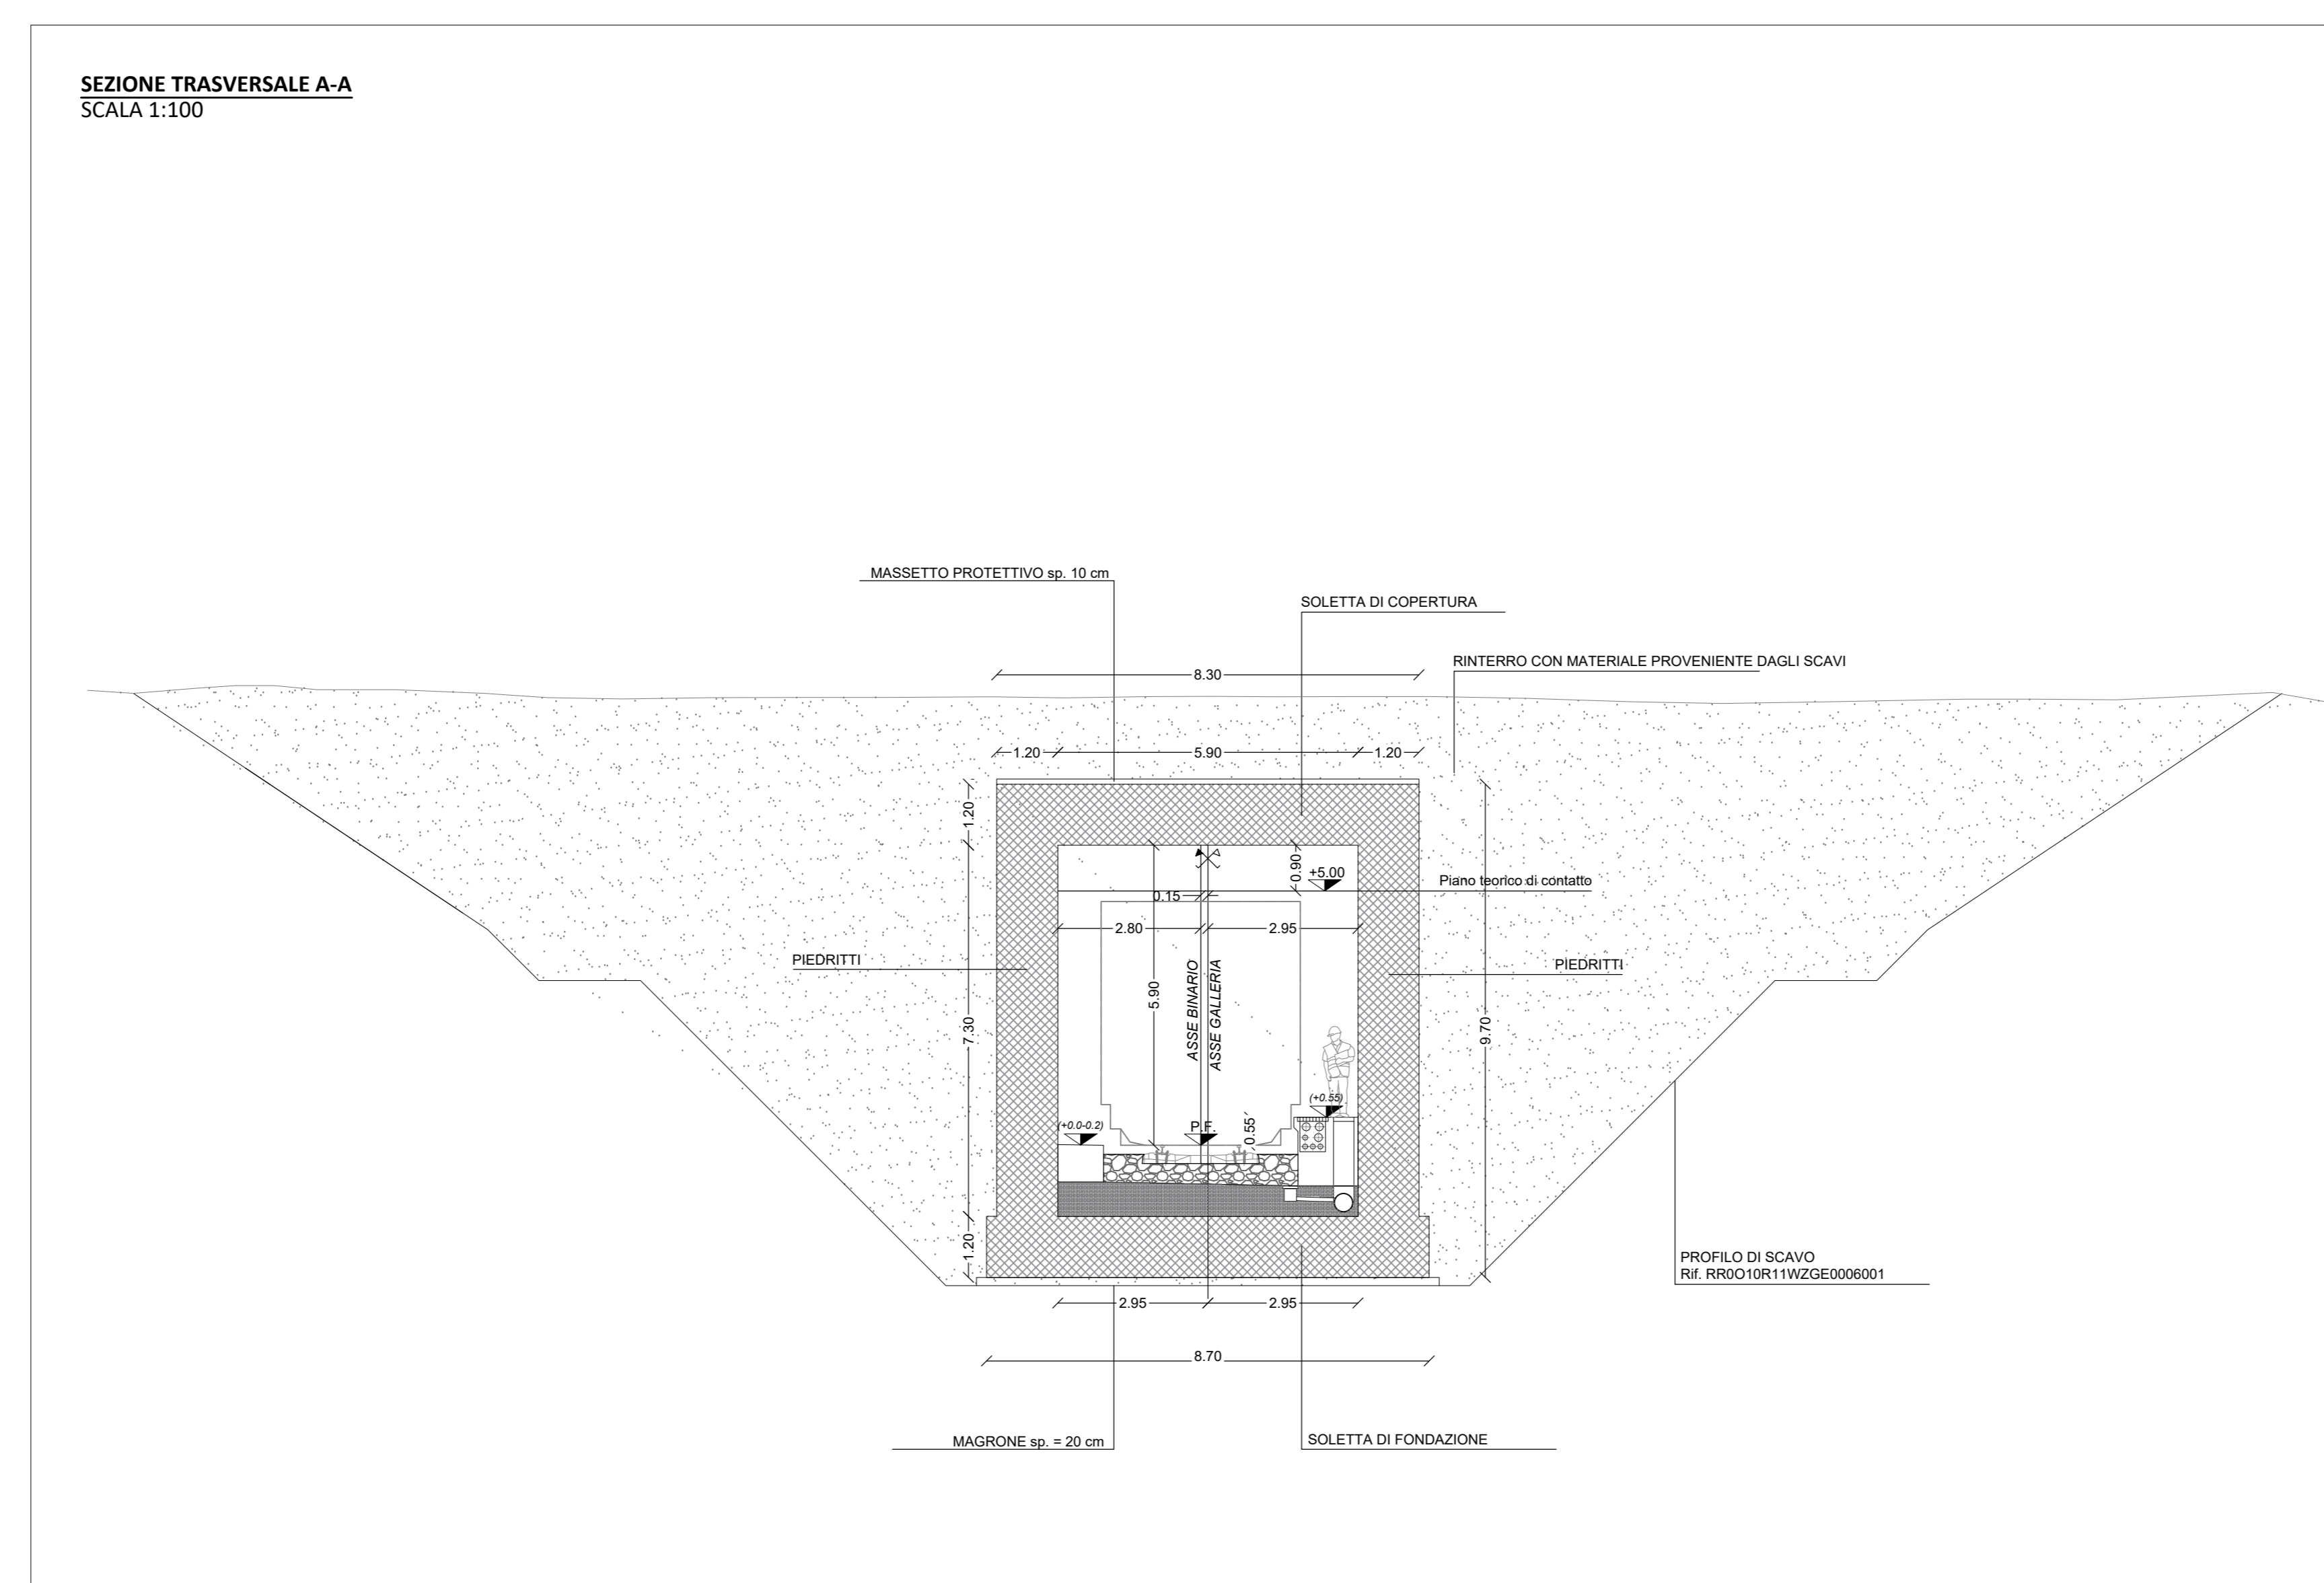 SEZIONE TRASVERSALE A-A
SCALA 1:100
MASSETTO PROTETTIVO sp. 10 cm
SOLETTA DI COPERTURA
RINTERRO CON MATERIALE PROVENIENTE DAGLI SCAVI
8.30
1.20
5.90
1.20
1.20
0.90
+5.00
Piano teorico di contatto
0.15
2.80
2.95
PIEDRITTI
PIEDRITTI
5.90
ASSE BINARIO
ASSE GALLERIA
7.30
9.70
(+0.55)
(+0.0-0.2)
P.F.
0.55
1.20
PROFILO DI SCAVO
Rif. RR0O10R11WZGE0006001
2.95
2.95
8.70
MAGRONE sp. = 20 cm
SOLETTA DI FONDAZIONE